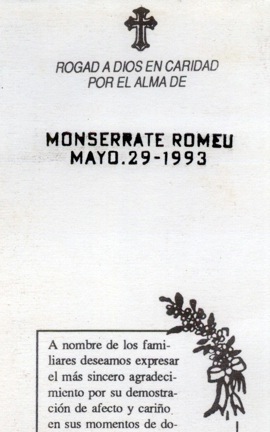 ROGAD A DIOS EN CARIDAD
POR EL ALMA DE
MONSERRATE ROMEU
MAYO.29-1993
A nombre de los fami-
liares deseamos expresar
el más sincero agradeci-
miento por su demostra-
ción de afecto y cariño
en sus momentos de do-